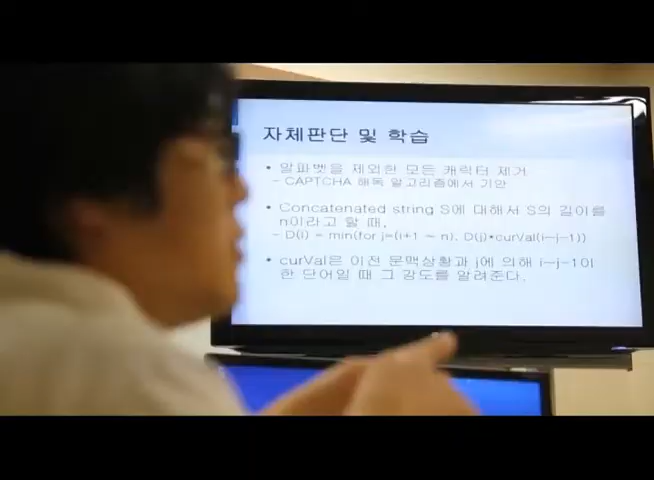 자체판단 및 학습
• 알파벳을 제외한 모든 캐릭터 제거
- CAPTCHA 해독 알고리즘에서 기안
• Concatenated string S에 대해서 S의 길이를
n이라고 할 때,
- D(i) = min(for j=(i+1 ~ n), D(j)*curVal(i~j-1))
• curVal은 이전 문맥상황과 j에 의해 i~j-1이
한 단어일 때 그 강도를 알려준다.